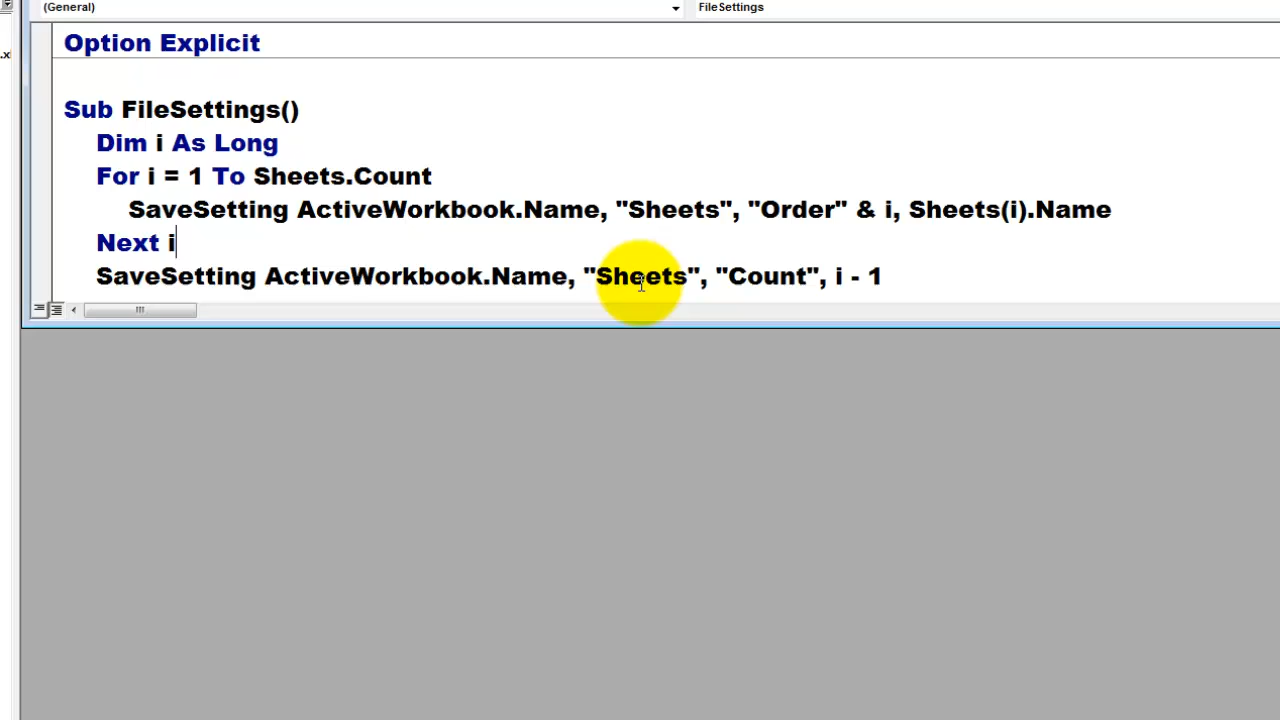 (General) FileSettings
.x
Option Explicit
Sub FileSettings()
Dim i As Long
For i = 1 To Sheets.Count
SaveSetting ActiveWorkbook.Name, "Sheets", "Order" & i, Sheets(i).Name
Next i
SaveSetting ActiveWorkbook.Name, "Sheets", "Count", i - 1